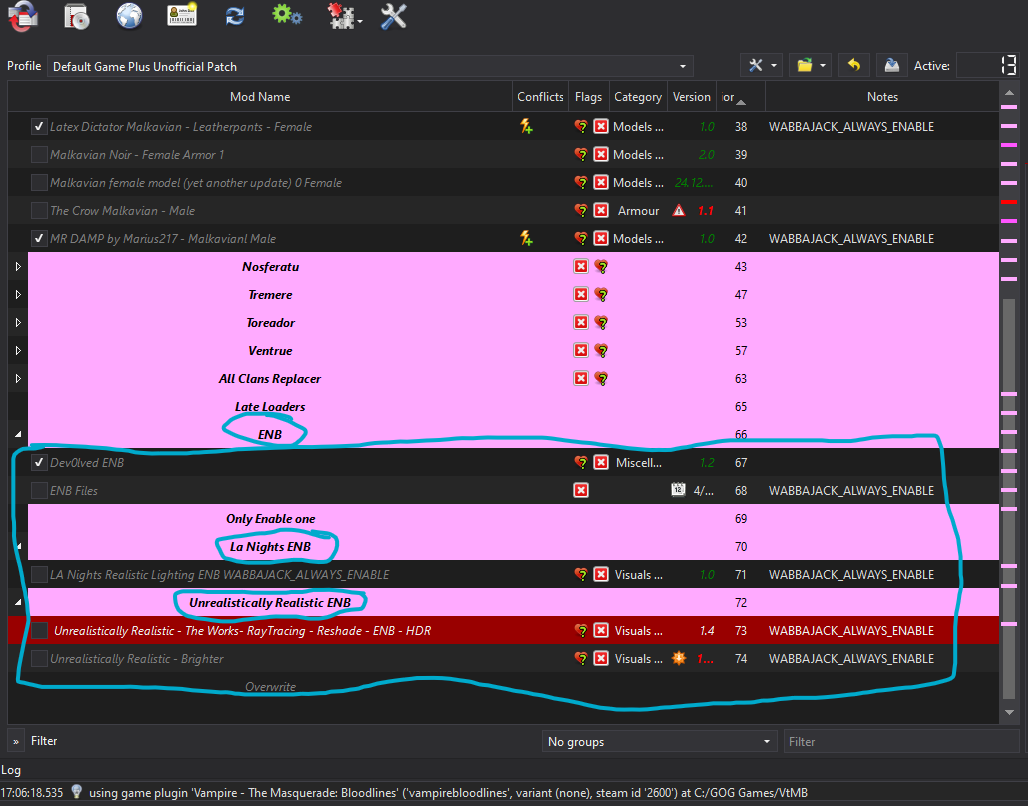 Profile Default Game Plus Unofficial Patch Active: 13
Mod Name Conflicts Flags Category Version ior Notes
Latex Dictator Malkavian - Leatherpants - Female Models ... 1.0 38 WABBAJACK_ALWAYS_ENABLE
Malkavian Noir - Female Armor 1 Models ... 2.0 39
Malkavian female model (yet another update) 0 Female Models ... 24.12.... 40
The Crow Malkavian - Male Armour 1.1 41
MR DAMP by Marius217 - Malkavianl Male Models ... 1.0 42 WABBAJACK_ALWAYS_ENABLE
Nosferatu 43
Tremere 47
Toreador 53
Ventrue 57
All Clans Replacer 63
Late Loaders 65
ENB 66
Dev0lved ENB Miscell... 1.2 67
ENB Files 4/... 68 WABBAJACK_ALWAYS_ENABLE
Only Enable one 69
La Nights ENB 70
LA Nights Realistic Lighting ENB WABBAJACK_ALWAYS_ENABLE Visuals ... 1.0 71 WABBAJACK_ALWAYS_ENABLE
Unrealistically Realistic ENB 72
Unrealistically Realistic - The Works- RayTracing - Reshade - ENB - HDR Visuals ... 1.4 73 WABBAJACK_ALWAYS_ENABLE
Unrealistically Realistic - Brighter Visuals ... 1... 74 WABBAJACK_ALWAYS_ENABLE
Overwrite
» Filter No groups Filter
Log
17:06:18.535 using game plugin 'Vampire - The Masquerade: Bloodlines' ('vampirebloodlines', variant (none), steam id '2600') at C:/GOG Games/VtMB